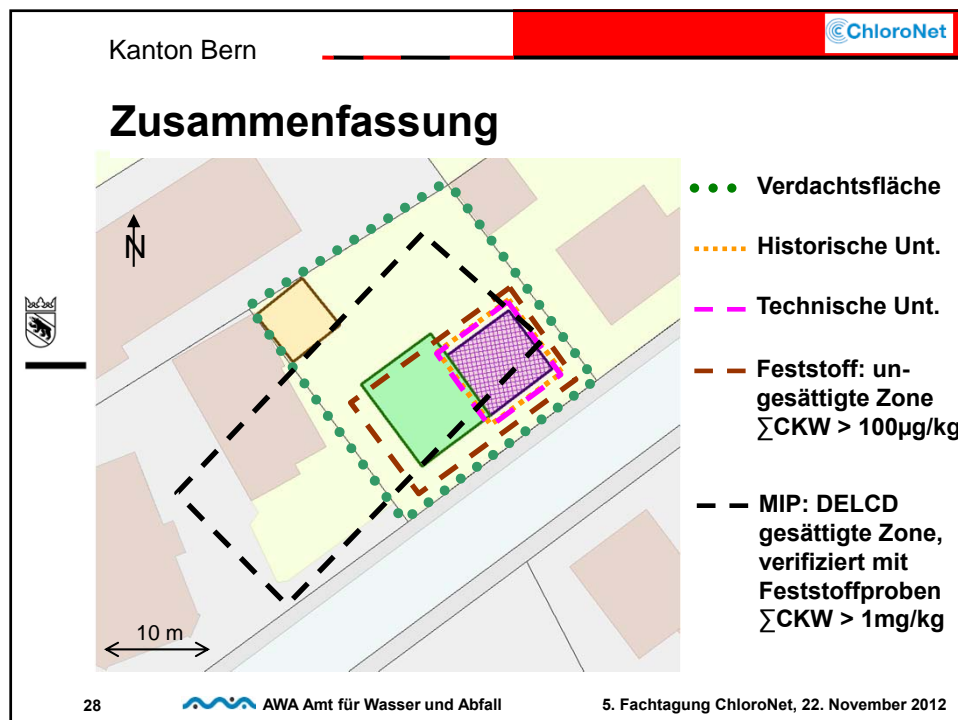 ©ChloroNet
Kanton Bern
Zusammenfassung
N
10 m
Verdachtsfläche
Historische Unt.
Technische Unt.
Feststoff: un-
gesättigte Zone
∑CKW > 100µg/kg
MIP: DELCD
gesättigte Zone,
verifiziert mit
Feststoffproben
∑CKW > 1mg/kg
28
AWA Amt für Wasser und Abfall
5. Fachtagung ChloroNet, 22. November 2012